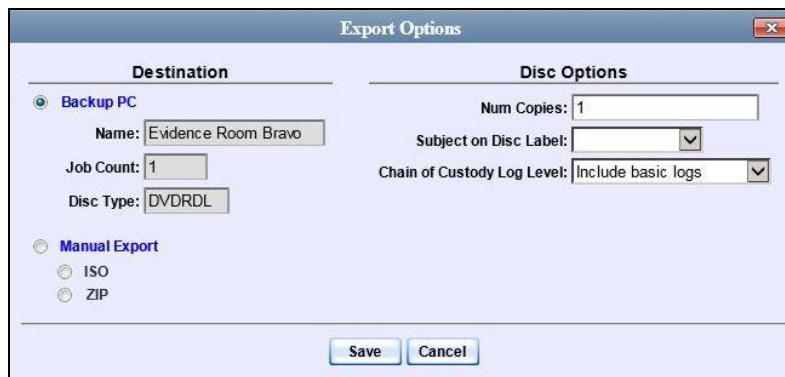 Export Options
Destination
Backup PC
Name: Evidence Room Bravo
Job Count: 1
Disc Type: DVDRDL
Manual Export
ISO
ZIP
Disc Options
Num Copies: 1
Subject on Disc Label:
Chain of Custody Log Level: Include basic logs
Save Cancel